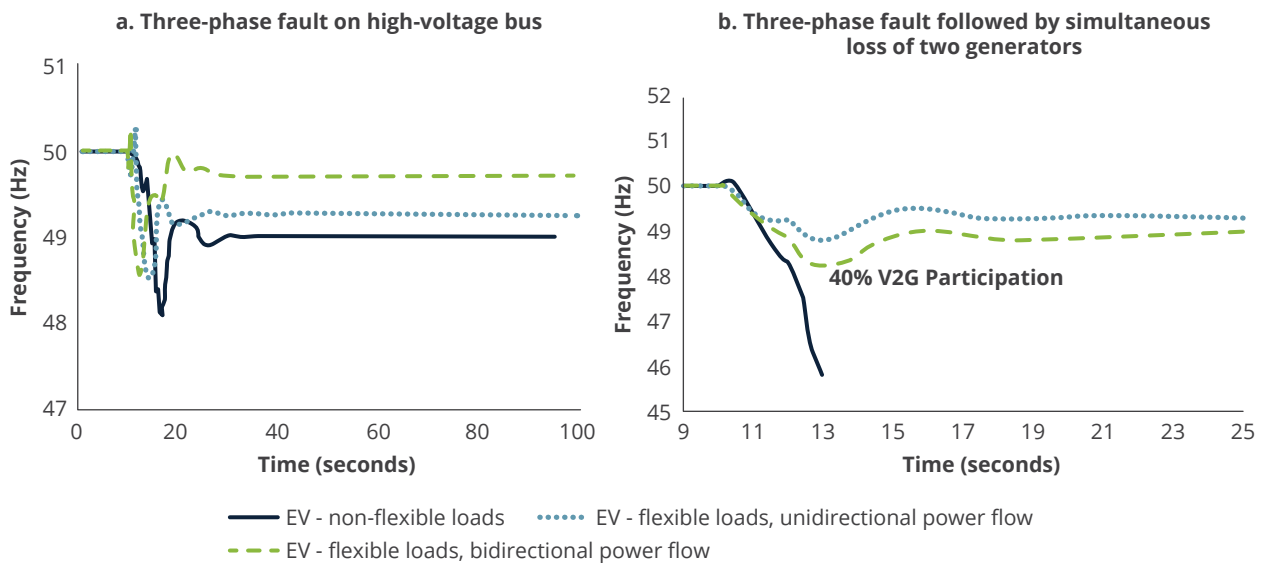 a. Three-phase fault on high-voltage bus
51
50
49
48
47
Frequency (Hz)
0 20 40 60 80 100
Time (seconds)
b. Three-phase fault followed by simultaneous
loss of two generators
52
51
50
49
48
47
46
45
Frequency (Hz)
40% V2G Participation
9 11 13 15 17 19 21 23 25
Time (seconds)
EV - non-flexible loads
EV - flexible loads, unidirectional power flow
EV - flexible loads, bidirectional power flow